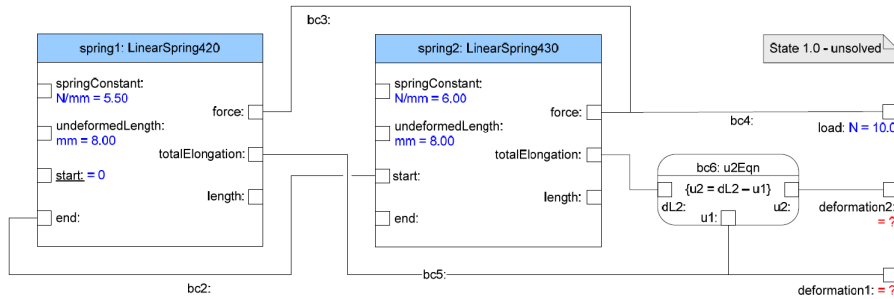 bc3:
spring1: LinearSpring420
springConstant:
N/mm = 5.50
force:
undeformedLength:
mm = 8.00
totalElongation:
start: = 0
length:
end:
bc2:
spring2: LinearSpring430
springConstant:
N/mm = 6.00
force:
undeformedLength:
mm = 8.00
totalElongation:
start:
length:
end:
bc5:
State 1.0 - unsolved
bc4:
load: N = 10.0
bc6: u2Eqn
{u2 = dL2 – u1}
dL2:
u2:
u1:
deformation2:
= ?
deformation1: = ?